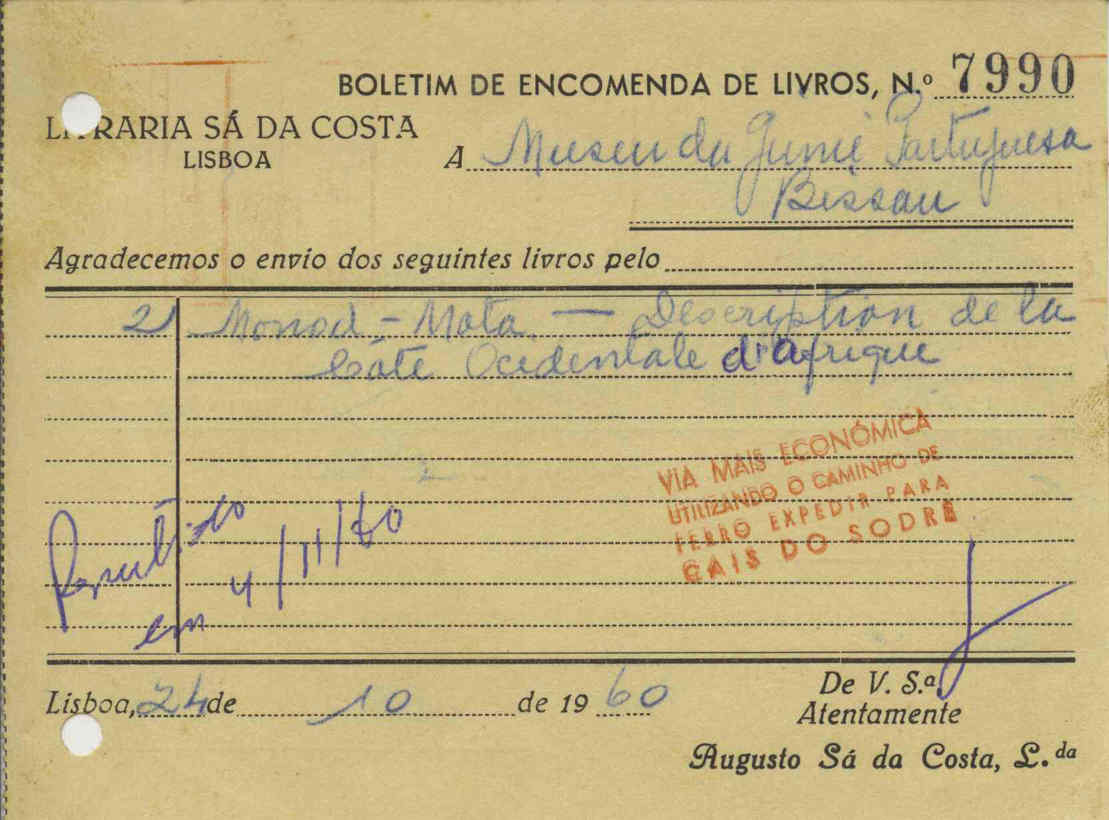 BOLETIM DE ENCOMENDA DE LIVROS, N.º 7990
LIVRARIA SÁ DA COSTA
LISBOA
A Museu da Guiné Portuguesa
Bissau
Agradecemos o envio dos seguintes livros pelo
2 Monod - Mota — Description de la
Côte Ocidentale d'Afrique
VIA MAIS ECONÓMICA
UTILIZANDO O CAMINHO DE
FERRO EXPEDIR PARA
CAIS DO SODRÉ
Remetido
em 4/11/60
Lisboa, 24 de 10 de 1960
De V. S.ª
Atentamente
Augusto Sá da Costa, L.da